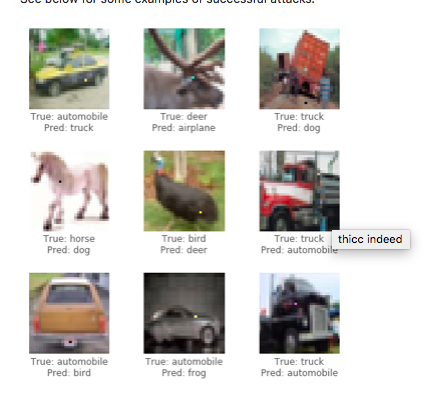 See below for some examples of successful attacks.
True: automobile
Pred: truck
True: deer
Pred: airplane
True: truck
Pred: dog
True: horse
Pred: dog
True: bird
Pred: deer
True: truck
Pred: automobile
thicc indeed
True: automobile
Pred: bird
True: automobile
Pred: frog
True: truck
Pred: automobile